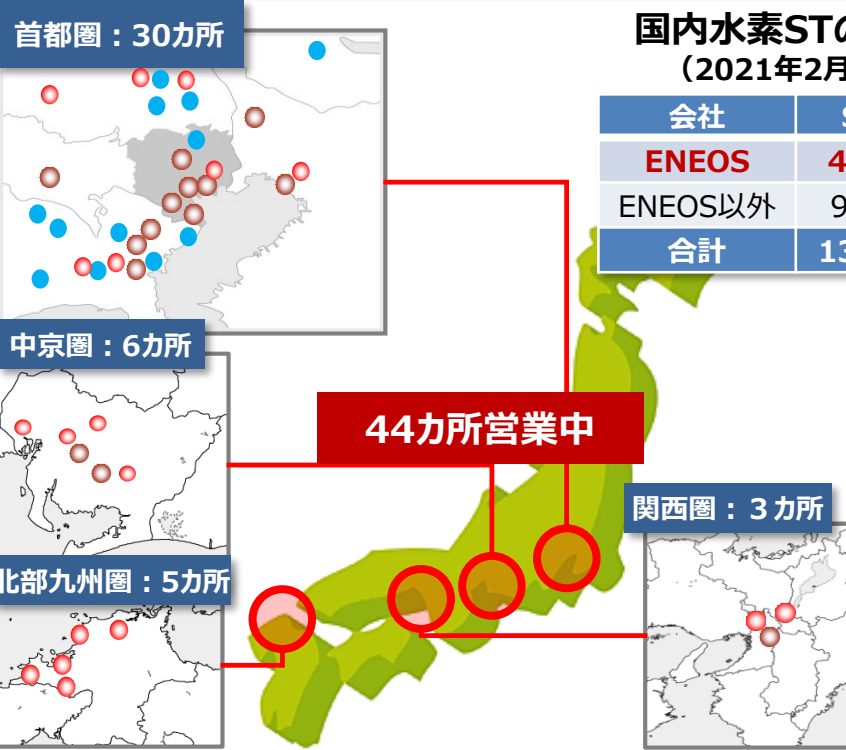 首都圏：30カ所
国内水素STの
（2021年2月
会社
ENEOS
ENEOS以外
合計
中京圏：6カ所
44カ所営業中
関西圏：３カ所
北部九州圏：5カ所